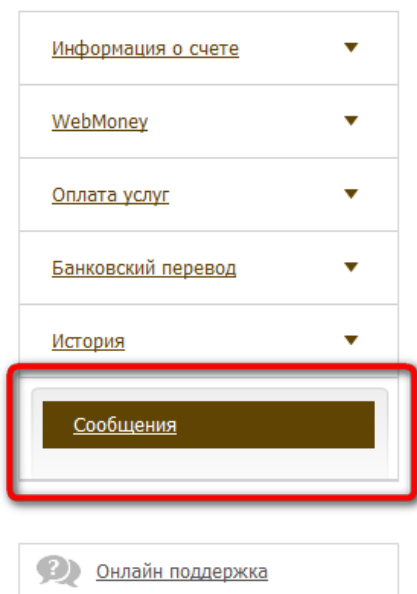 Информация о счете
WebMoney
Оплата услуг
Банковский перевод
История
Сообщения
Онлайн поддержка